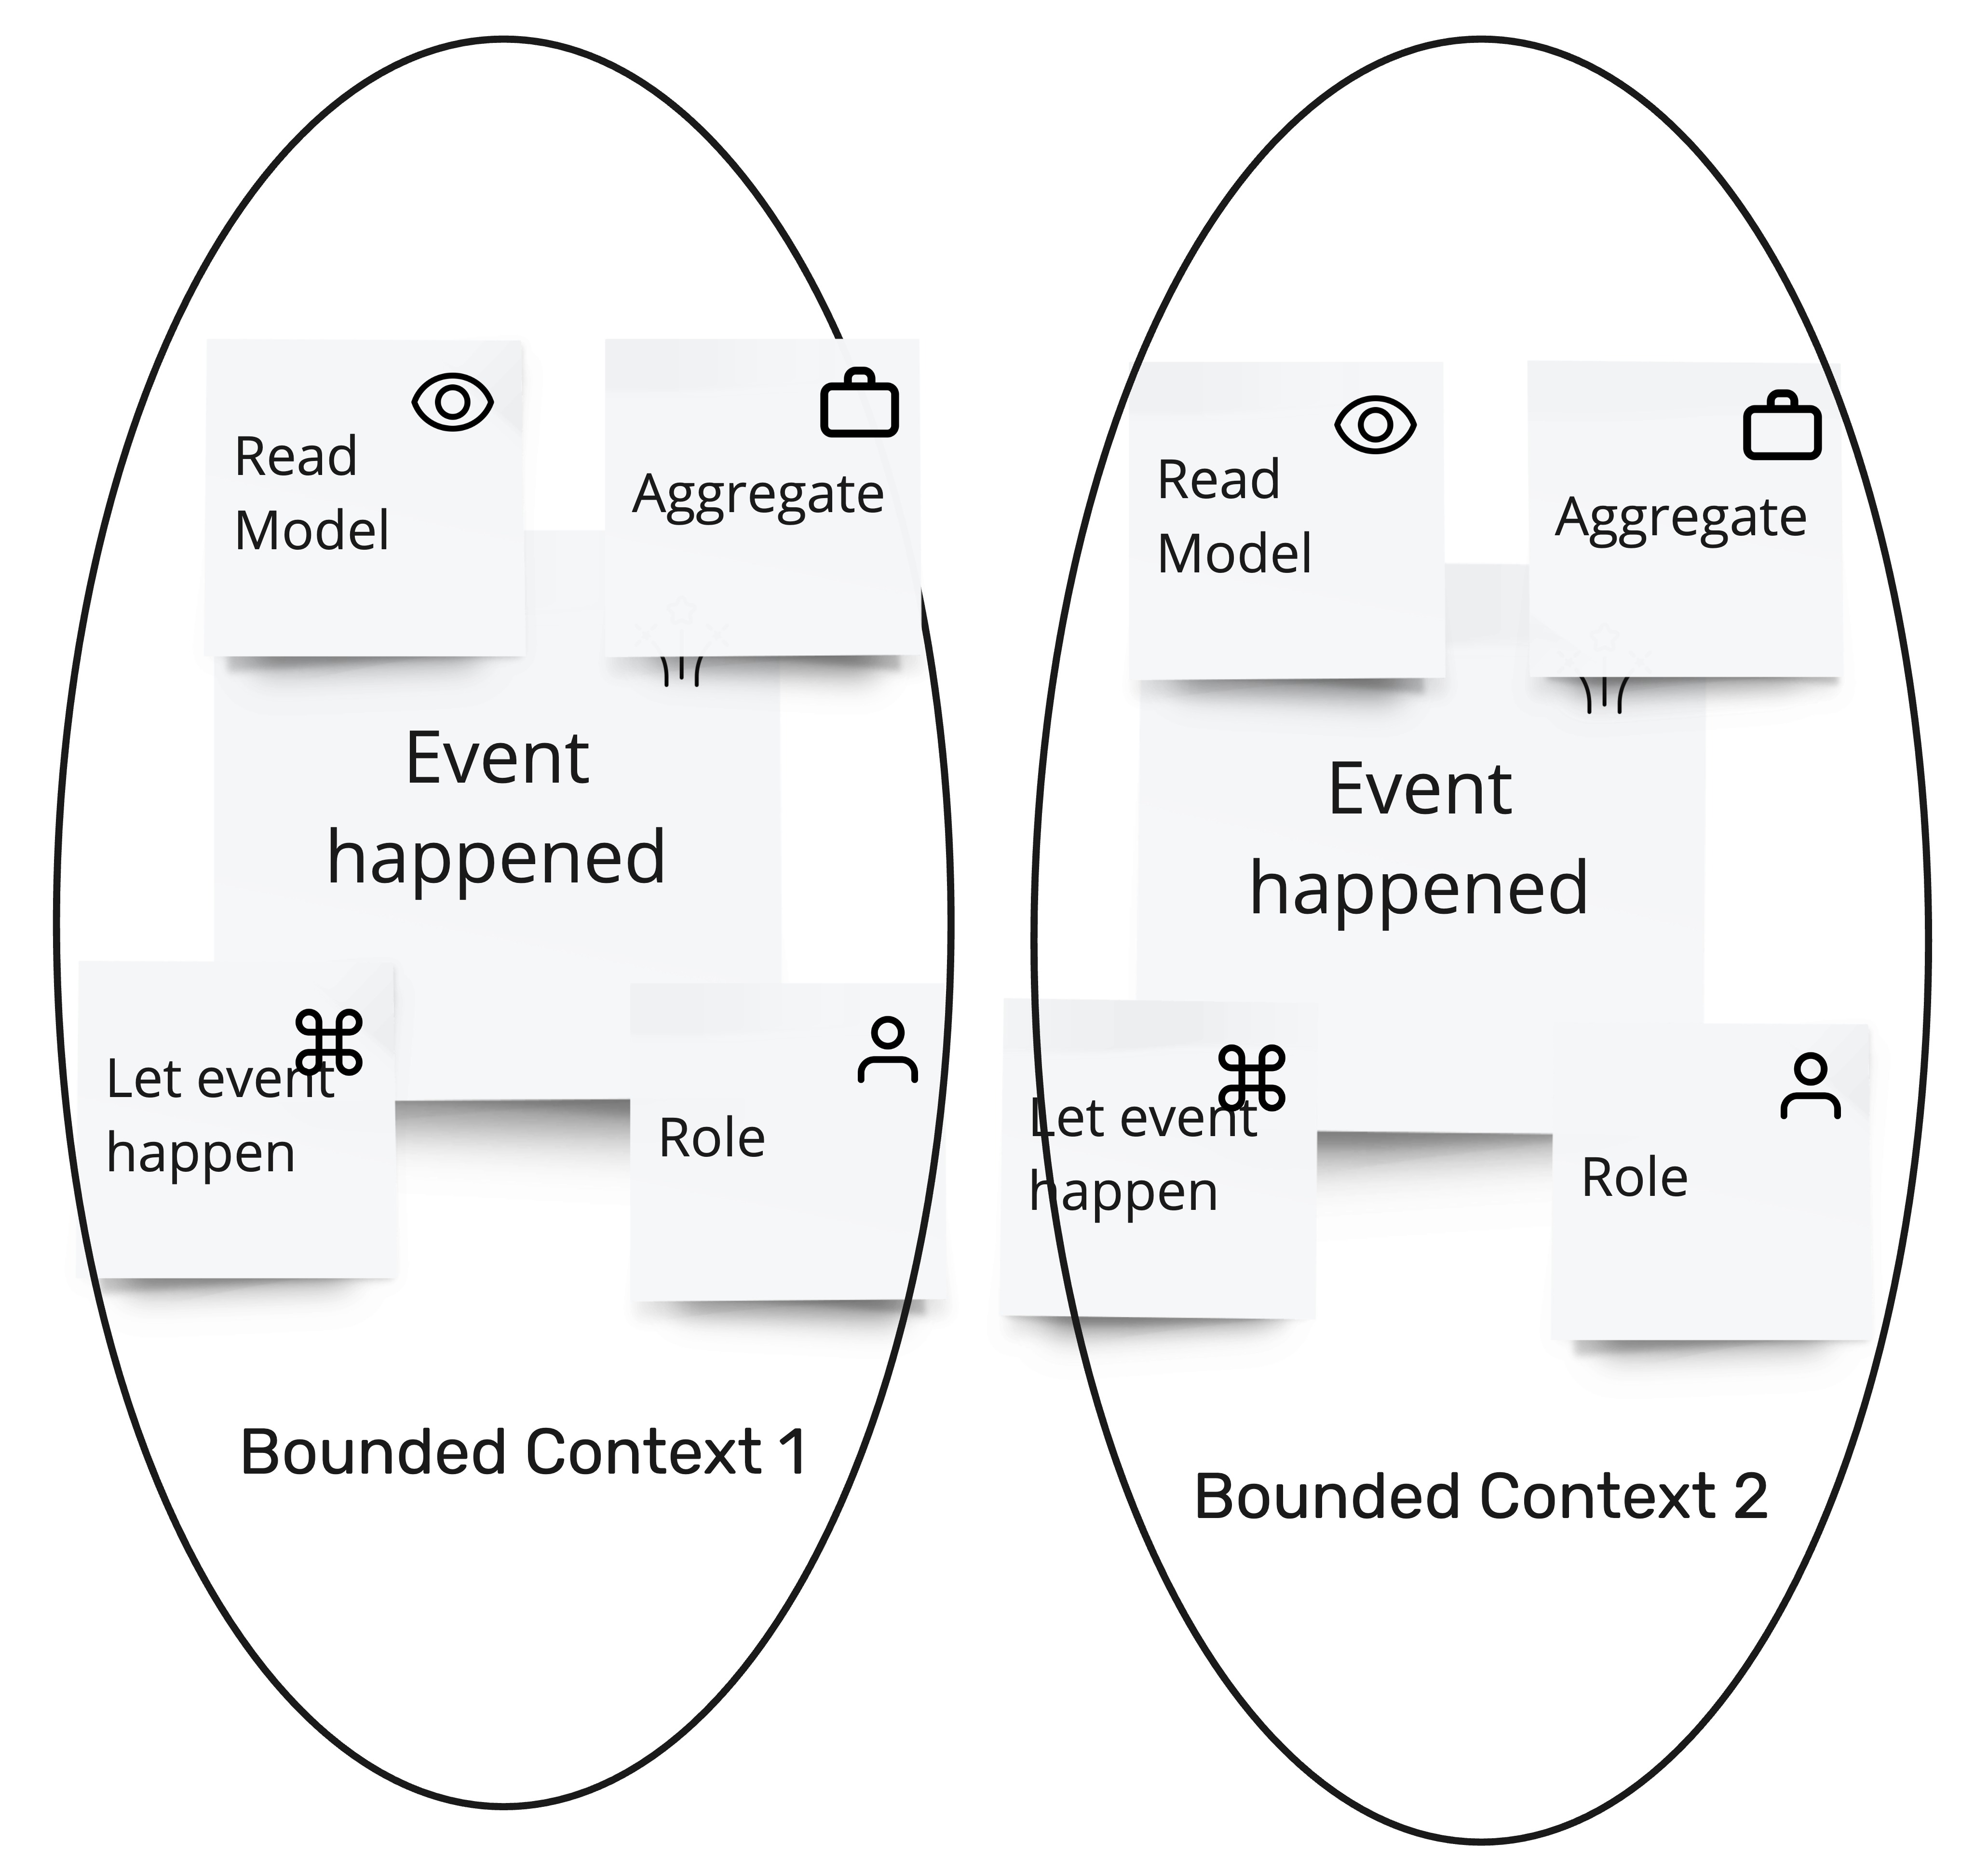 Read
Model
Aggregate
Event
happened
Let event
happen
Role
Bounded Context 1
Read
Model
Aggregate
Event
happened
Let event
happen
Role
Bounded Context 2